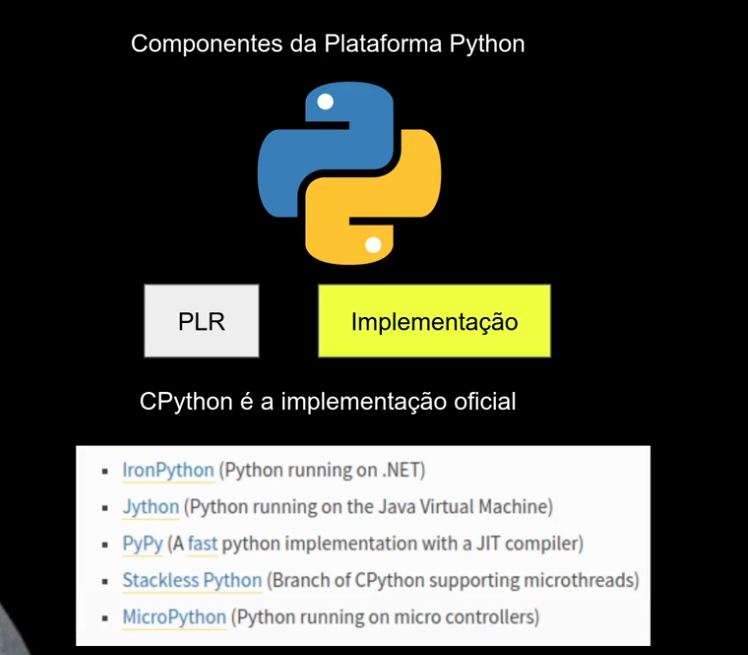 Componentes da Plataforma Python
PLR
Implementação
CPython é a implementação oficial
▪ IronPython (Python running on .NET)
▪ Jython (Python running on the Java Virtual Machine)
▪ PyPy (A fast python implementation with a JIT compiler)
▪ Stackless Python (Branch of CPython supporting microthreads)
▪ MicroPython (Python running on micro controllers)